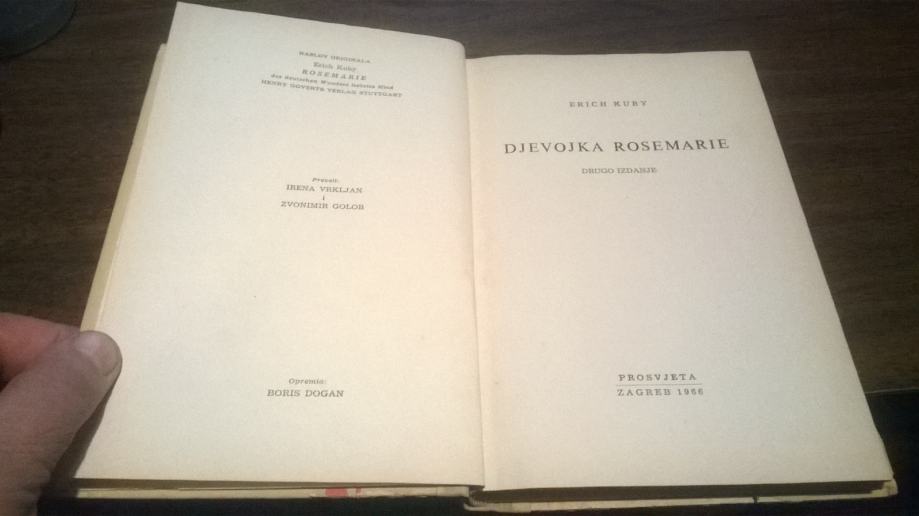 NASLOV ORIGINALA
Erich Kuby
ROSEMARIE
des deutschen Wunders liebstes Kind
HENRY GOVERTS VERLAG STUTTGART
Preveli:
IRENA VRKLJAN
i
ZVONIMIR GOLOB
Opremio:
BORIS DOGAN
ERICH KUBY
DJEVOJKA ROSEMARIE
DRUGO IZDANJE
PROSVJETA
ZAGREB 1966